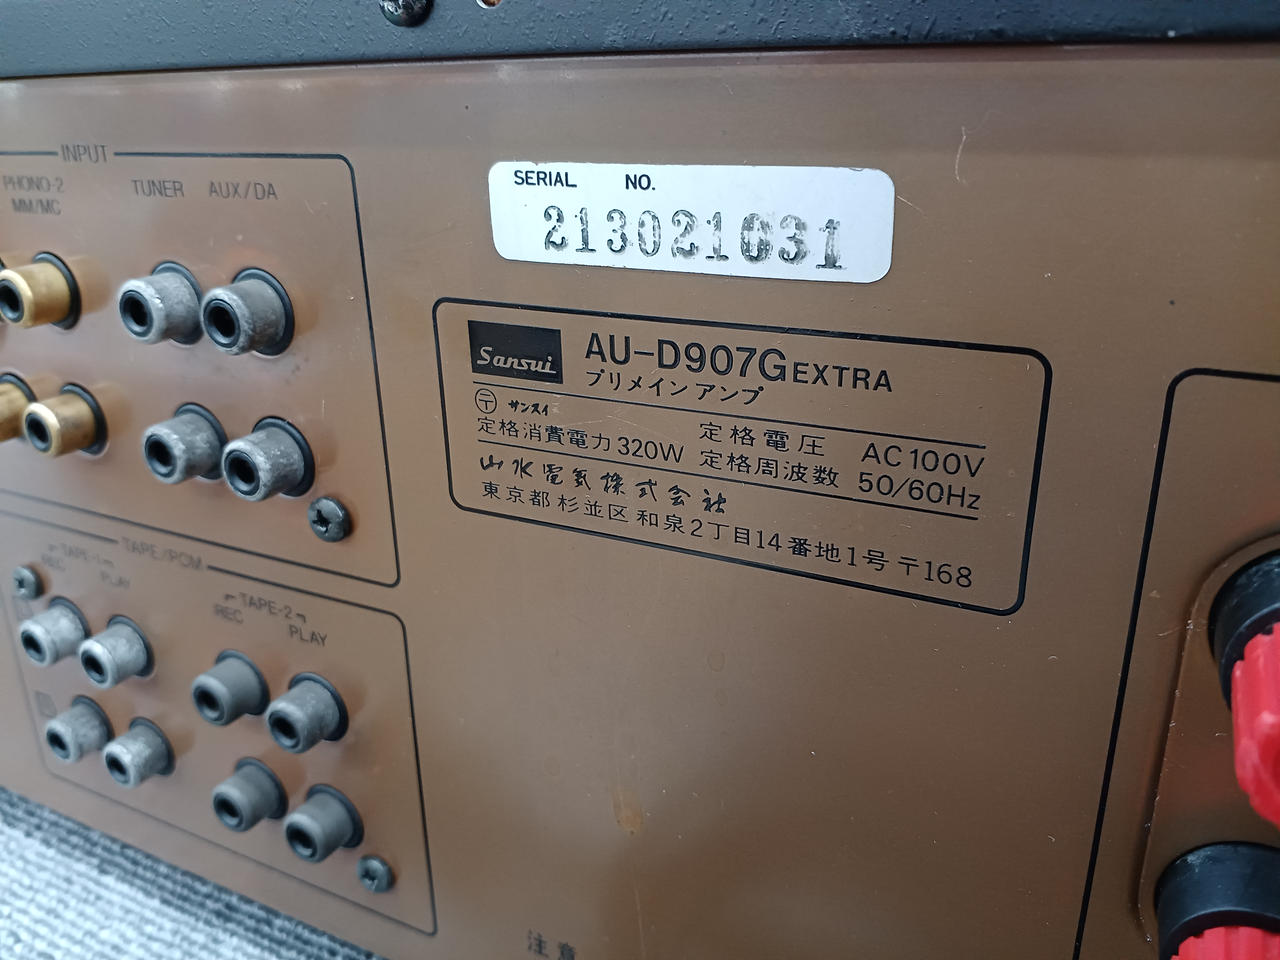 INPUT
PHONO-2
MM/MC
TUNER
AUX/DA
SERIAL NO.
213021031
Sansui
AU-D907G EXTRA
プリメインアンプ
〒 サンスイ
定格消費電力 320W
定格電圧 AC100V
定格周波数 50/60Hz
山水電気株式会社
東京都杉並区和泉2丁目14番地1号 〒168
TAPE/PCM
TAPE-1
REC
PLAY
TAPE-2
REC
PLAY
注意